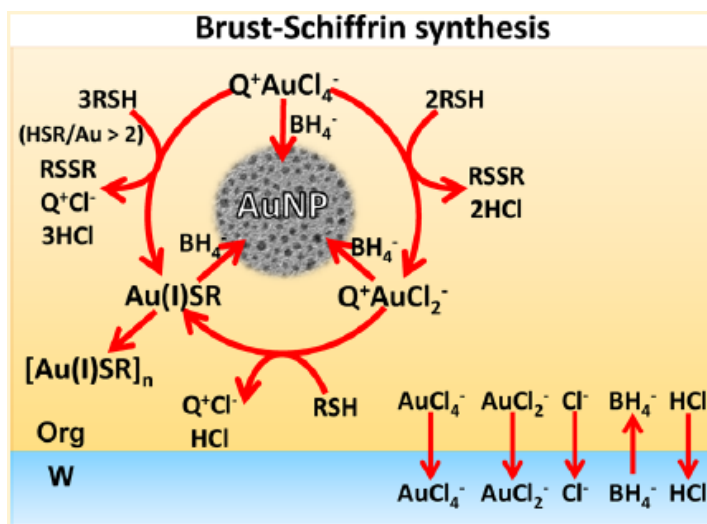 Brust-Schiffrin synthesis
Q⁺AuCl₄⁻
3RSH
(HSR/Au > 2)
RSSR
Q⁺Cl⁻
3HCl
BH₄⁻
2RSH
RSSR
2HCl
AuNP
BH₄⁻
BH₄⁻
Au(I)SR
Q⁺AuCl₂⁻
[Au(I)SR]ₙ
Q⁺Cl⁻
HCl
RSH
Org
AuCl₄⁻ AuCl₂⁻ Cl⁻ BH₄⁻ HCl
W
AuCl₄⁻ AuCl₂⁻ Cl⁻ BH₄⁻ HCl